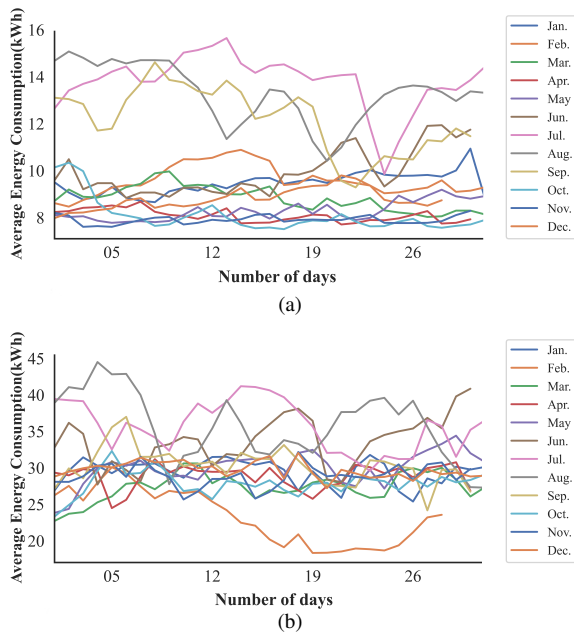 Average Energy Consumption(kWh)
16
14
12
10
8
05
12
19
26
Number of days
Jan.
Feb.
Mar.
Apr.
May
Jun.
Jul.
Aug.
Sep.
Oct.
Nov.
Dec.
(a)
Average Energy Consumption(kWh)
45
40
35
30
25
20
05
12
19
26
Number of days
Jan.
Feb.
Mar.
Apr.
May
Jun.
Jul.
Aug.
Sep.
Oct.
Nov.
Dec.
(b)